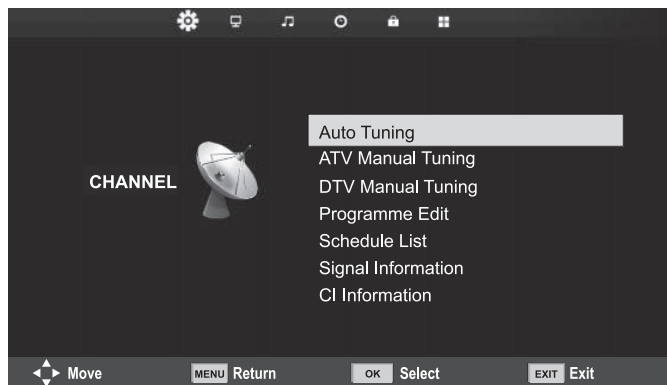 CHANNEL
Auto Tuning
ATV Manual Tuning
DTV Manual Tuning
Programme Edit
Schedule List
Signal Information
CI Information
Move MENU Return OK Select EXIT Exit